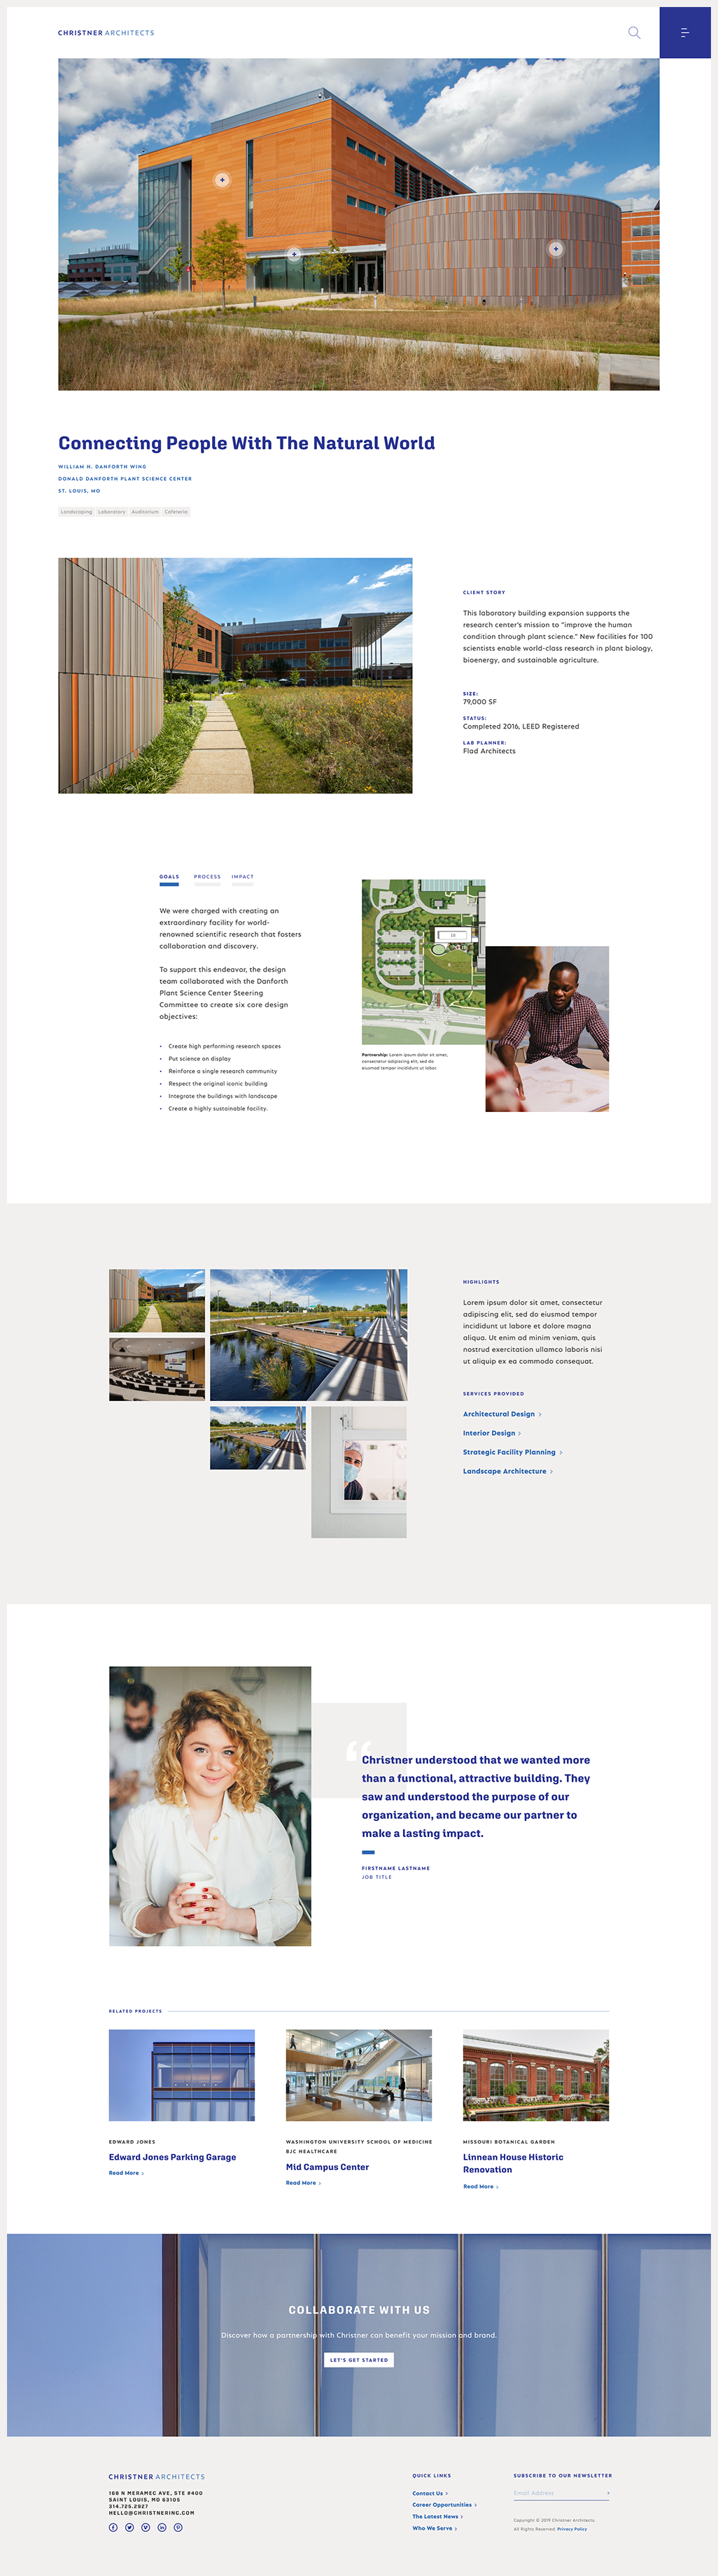 CHRISTNER ARCHITECTS
Connecting People With The Natural World
WILLIAM H. DANFORTH WING
DONALD DANFORTH PLANT SCIENCE CENTER
ST. LOUIS, MO
Landscaping Laboratory Auditorium Cafeteria
CLIENT STORY
This laboratory building expansion supports the
research center's mission to "improve the human
condition through plant science." New facilities for 100
scientists enable world-class research in plant biology,
bioenergy, and sustainable agriculture.
SIZE:
79,000 SF
STATUS:
Completed 2016, LEED Registered
LAB PLANNER:
Flad Architects
GOALS PROCESS IMPACT
We were charged with creating an
extraordinary facility for world-
renowned scientific research that fosters
collaboration and discovery.
To support this endeavor, the design
team collaborated with the Danforth
Plant Science Center Steering
Committee to create six core design
objectives:
• Create high performing research spaces
• Put science on display
• Reinforce a single research community
• Respect the original iconic building
• Integrate the buildings with landscape
• Create a highly sustainable facility.
Partnership: Lorem ipsum dolor sit amet,
consectetur adipiscing elit, sed do
eiusmod tempor incididunt ut labor.
HIGHLIGHTS
Lorem ipsum dolor sit amet, consectetur
adipiscing elit, sed do eiusmod tempor
incididunt ut labore et dolore magna
aliqua. Ut enim ad minim veniam, quis
nostrud exercitation ullamco laboris nisi
ut aliquip ex ea commodo consequat.
SERVICES PROVIDED
Architectural Design >
Interior Design >
Strategic Facility Planning >
Landscape Architecture >
“
Christner understood that we wanted more
than a functional, attractive building. They
saw and understood the purpose of our
organization, and became our partner to
make a lasting impact.
FIRSTNAME LASTNAME
JOB TITLE
RELATED PROJECTS
EDWARD JONES
Edward Jones Parking Garage
Read More >
WASHINGTON UNIVERSITY SCHOOL OF MEDICINE
BJC HEALTHCARE
Mid Campus Center
Read More >
MISSOURI BOTANICAL GARDEN
Linnean House Historic
Renovation
Read More >
COLLABORATE WITH US
Discover how a partnership with Christner can benefit your mission and brand.
LET'S GET STARTED
CHRISTNER ARCHITECTS
168 N MERAMEC AVE, STE #400
SAINT LOUIS, MO 63105
314.725.2927
HELLO@CHRISTNERING.COM
QUICK LINKS
Contact Us >
Career Opportunities >
The Latest News >
Who We Serve >
SUBSCRIBE TO OUR NEWSLETTER
Email Address >
Copyright © 2019 Christner Architects.
All Rights Reserved. Privacy Policy